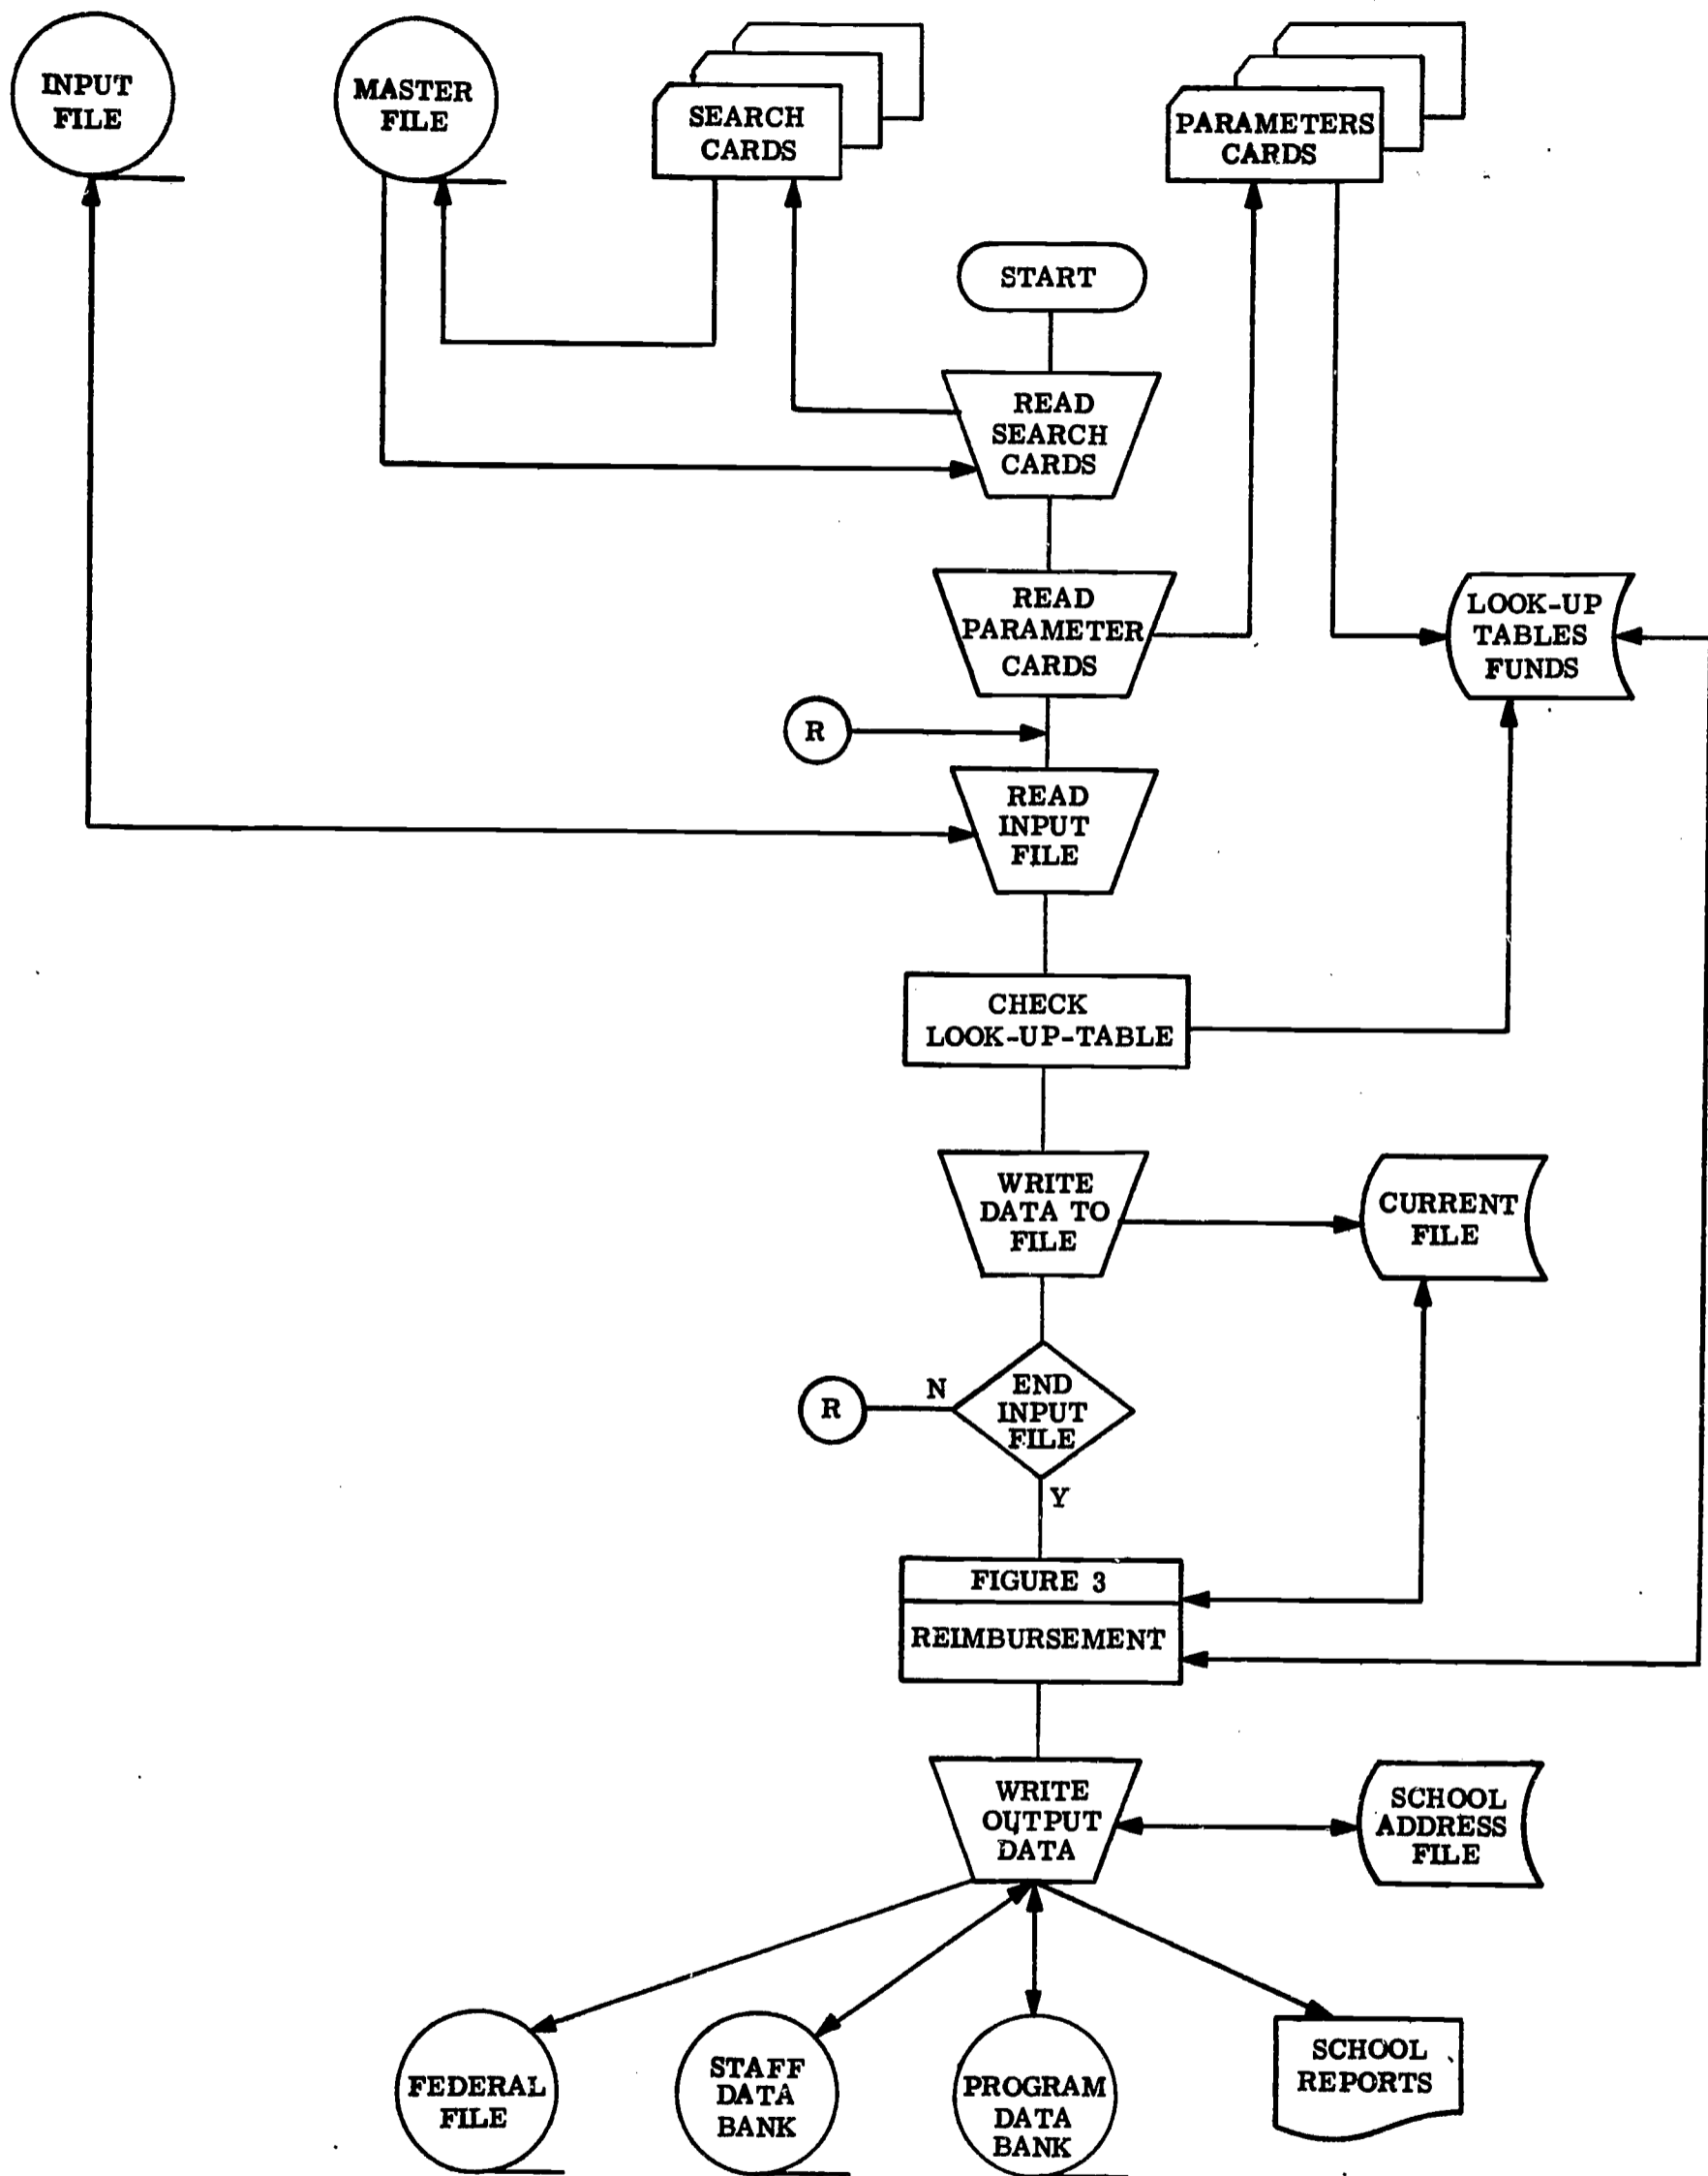 INPUT
FILE
MASTER
FILE
SEARCH
CARDS
PARAMETERS
CARDS
START
READ
SEARCH
CARDS
READ
PARAMETER
CARDS
LOOK-UP
TABLES
FUNDS
R
READ
INPUT
FILE
CHECK
LOOK-UP-TABLE
WRITE
DATA TO
FILE
CURRENT
FILE
R
N
END
INPUT
FILE
Y
FIGURE 3
REIMBURSEMENT
WRITE
OUTPUT
DATA
SCHOOL
ADDRESS
FILE
FEDERAL
FILE
STAFF
DATA
BANK
PROGRAM
DATA
BANK
SCHOOL
REPORTS